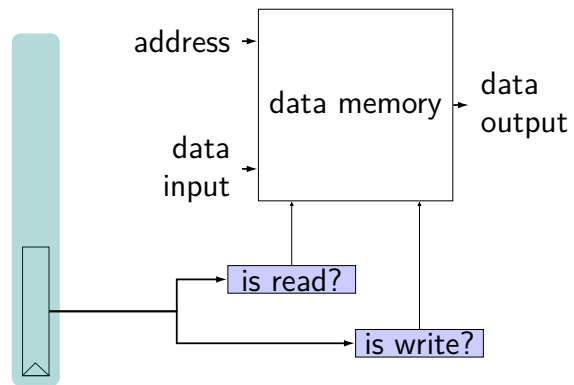 address
data memory
data
output
data
input
is read?
is write?